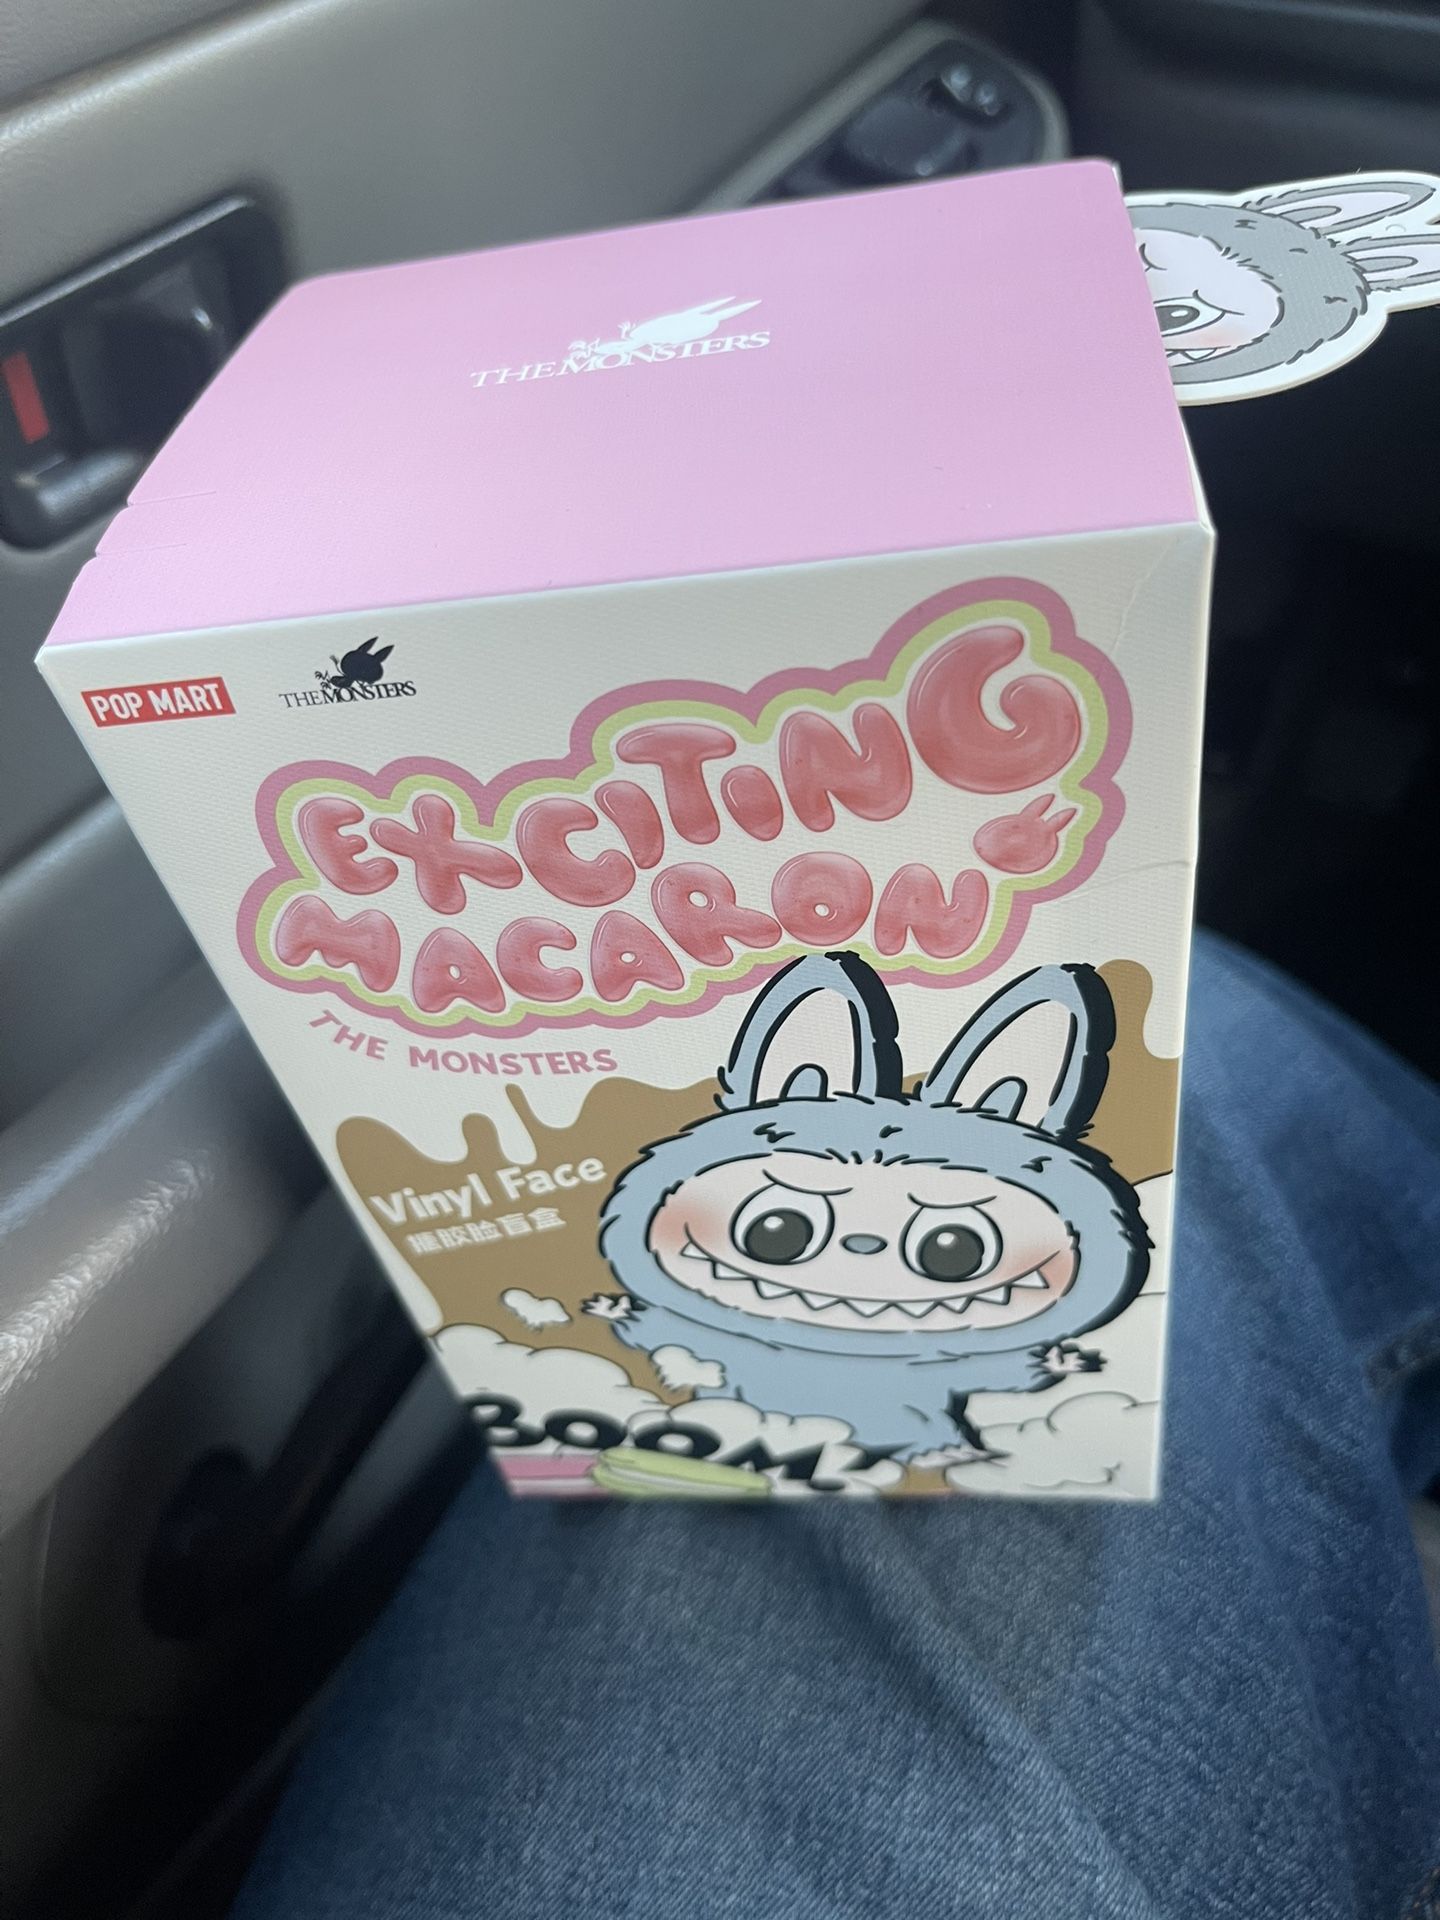 THE MONSTERS
POP MART
THE MONSTERS
EXCITING
MACARON
THE MONSTERS
Vinyl Face
搪胶脸盲盒
BOOM!